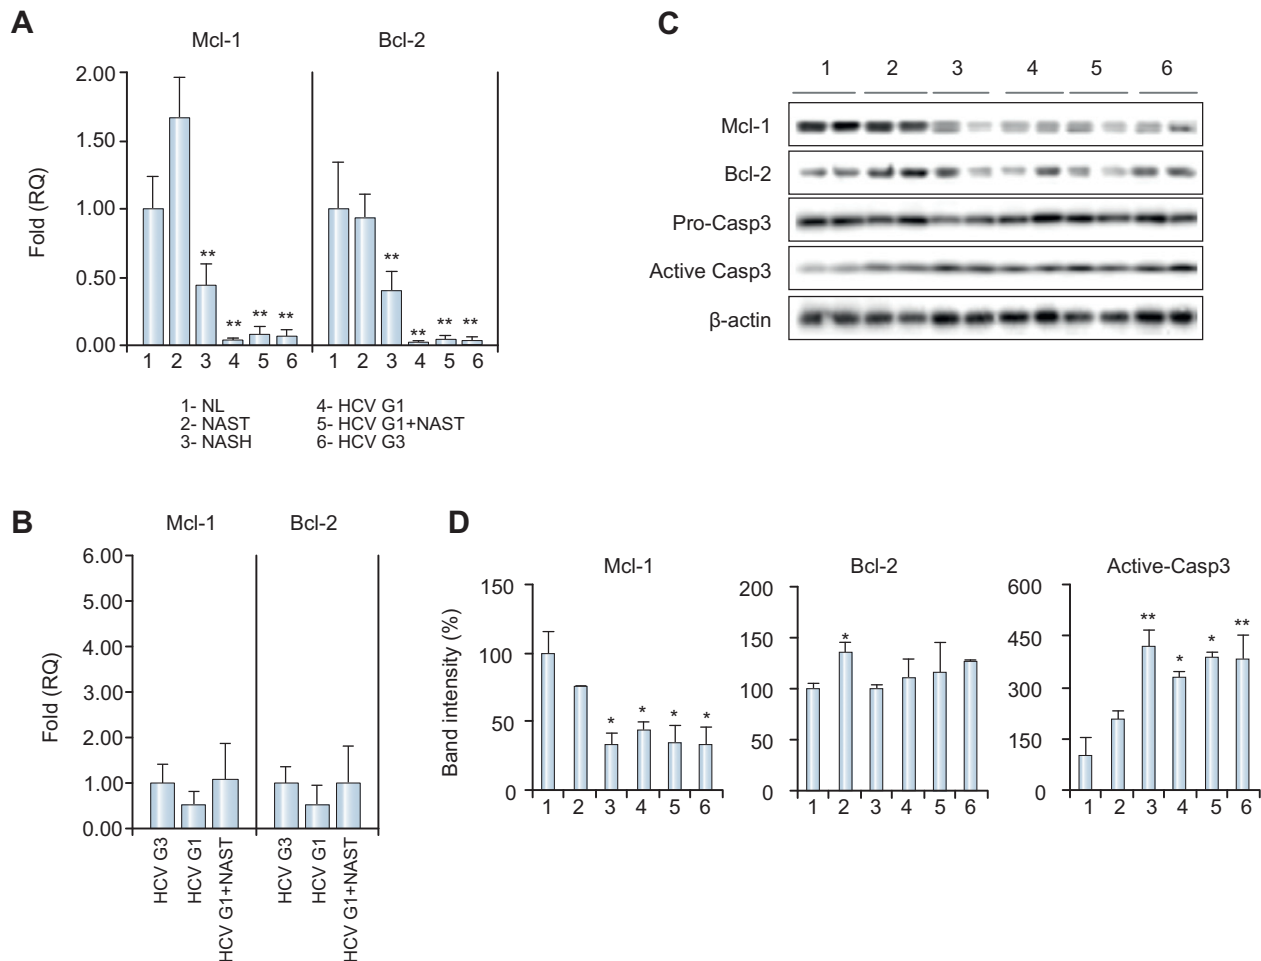 A
Mcl-1 Bcl-2
Fold (RQ)
2.00
1.50
1.00
0.50
0.00
** ** ** **
** ** ** **
1 2 3 4 5 6 1 2 3 4 5 6
1- NL 4- HCV G1
2- NAST 5- HCV G1+NAST
3- NASH 6- HCV G3
C
1 2 3 4 5 6
Mcl-1
Bcl-2
Pro-Casp3
Active Casp3
β-actin
B
Mcl-1 Bcl-2
Fold (RQ)
6.00
5.00
4.00
3.00
2.00
1.00
0.00
HCV G3
HCV G1
HCV G1+NAST
HCV G3
HCV G1
HCV G1+NAST
D
Mcl-1
Band intensity (%)
150
100
50
0
* * * *
1 2 3 4 5 6
Bcl-2
200
150
100
50
0
*
1 2 3 4 5 6
Active-Casp3
600
450
300
150
0
** * * **
1 2 3 4 5 6